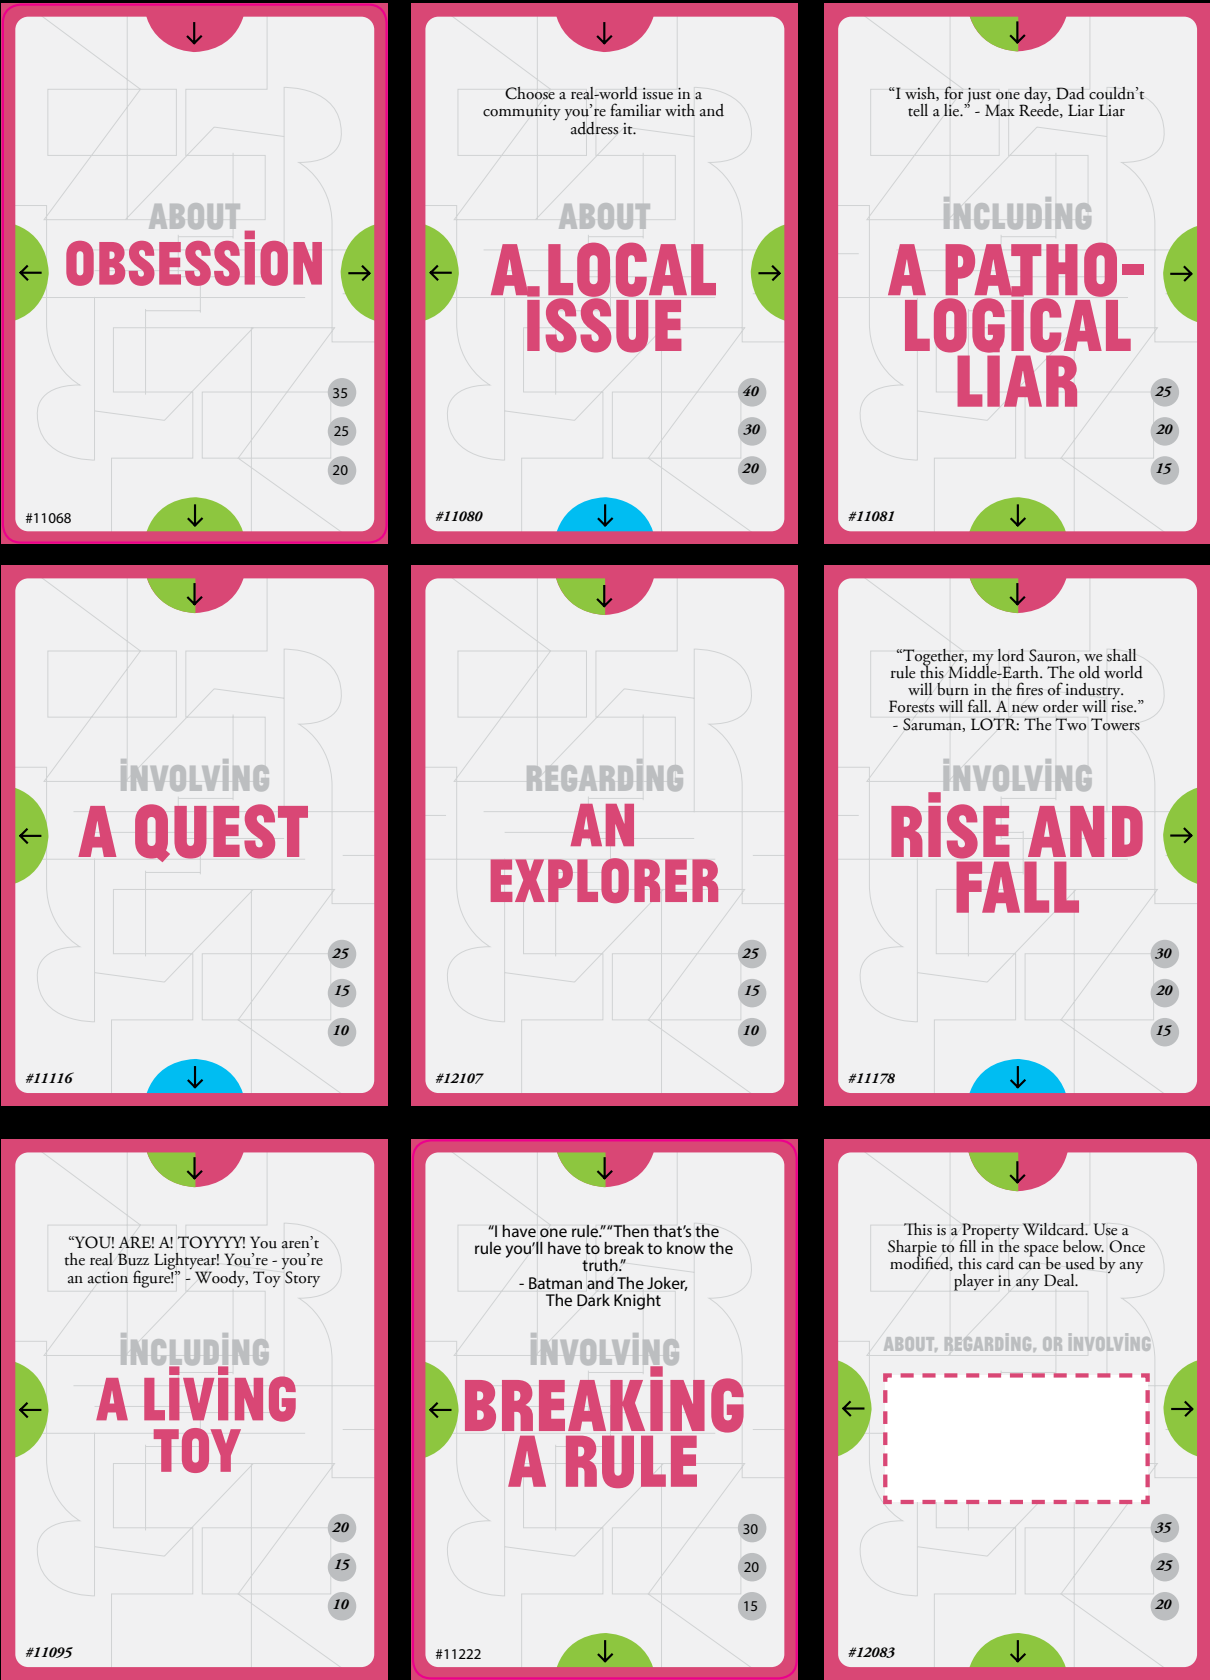 ABOUT
OBSESSION
35
25
20
#11068
Choose a real-world issue in a
community you're familiar with and
address it.
ABOUT
A LOCAL
ISSUE
40
30
20
#11080
“I wish, for just one day, Dad couldn't
tell a lie.” - Max Reede, Liar Liar
INCLUDING
A PATHO-
LOGICAL
LIAR
25
20
15
#11081
INVOLVING
A QUEST
25
15
10
#11116
REGARDING
AN
EXPLORER
25
15
10
#12107
“Together, my lord Sauron, we shall
rule this Middle-Earth. The old world
will burn in the fires of industry.
Forests will fall. A new order will rise.”
- Saruman, LOTR: The Two Towers
INVOLVING
RISE AND
FALL
30
20
15
#11178
“YOU! ARE! A! TOYYYY! You aren't
the real Buzz Lightyear! You're - you're
an action figure!” - Woody, Toy Story
INCLUDING
A LIVING
TOY
20
15
10
#11095
“I have one rule.”“Then that's the
rule you'll have to break to know the
truth.”
- Batman and The Joker,
The Dark Knight
INVOLVING
BREAKING
A RULE
30
20
15
#11222
This is a Property Wildcard. Use a
Sharpie to fill in the space below. Once
modified, this card can be used by any
player in any Deal.
ABOUT, REGARDING, OR INVOLVING
35
25
20
#12083